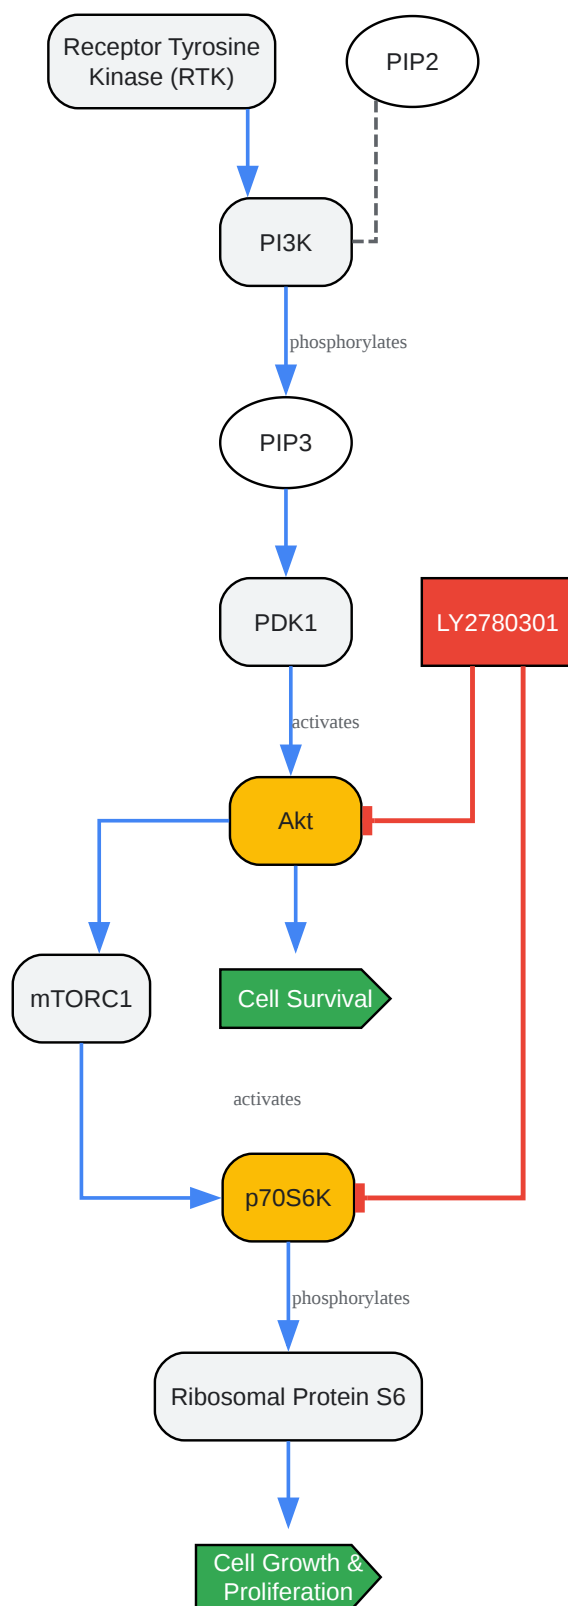 Receptor Tyrosine
Kinase (RTK)
PIP2
PI3K
phosphorylates
PIP3
PDK1
LY2780301
activates
Akt
mTORC1
Cell Survival
activates
p70S6K
phosphorylates
Ribosomal Protein S6
Cell Growth &
Proliferation